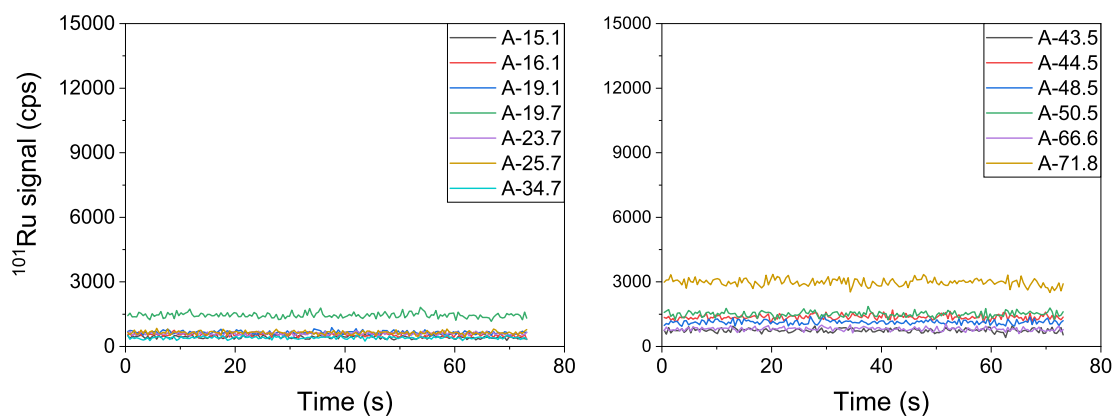 15000
12000
9000
6000
3000
0
0
20
40
60
80
¹⁰¹Ru signal (cps)
Time (s)
A-15.1
A-16.1
A-19.1
A-19.7
A-23.7
A-25.7
A-34.7
15000
12000
9000
6000
3000
0
0
20
40
60
80
Time (s)
A-43.5
A-44.5
A-48.5
A-50.5
A-66.6
A-71.8